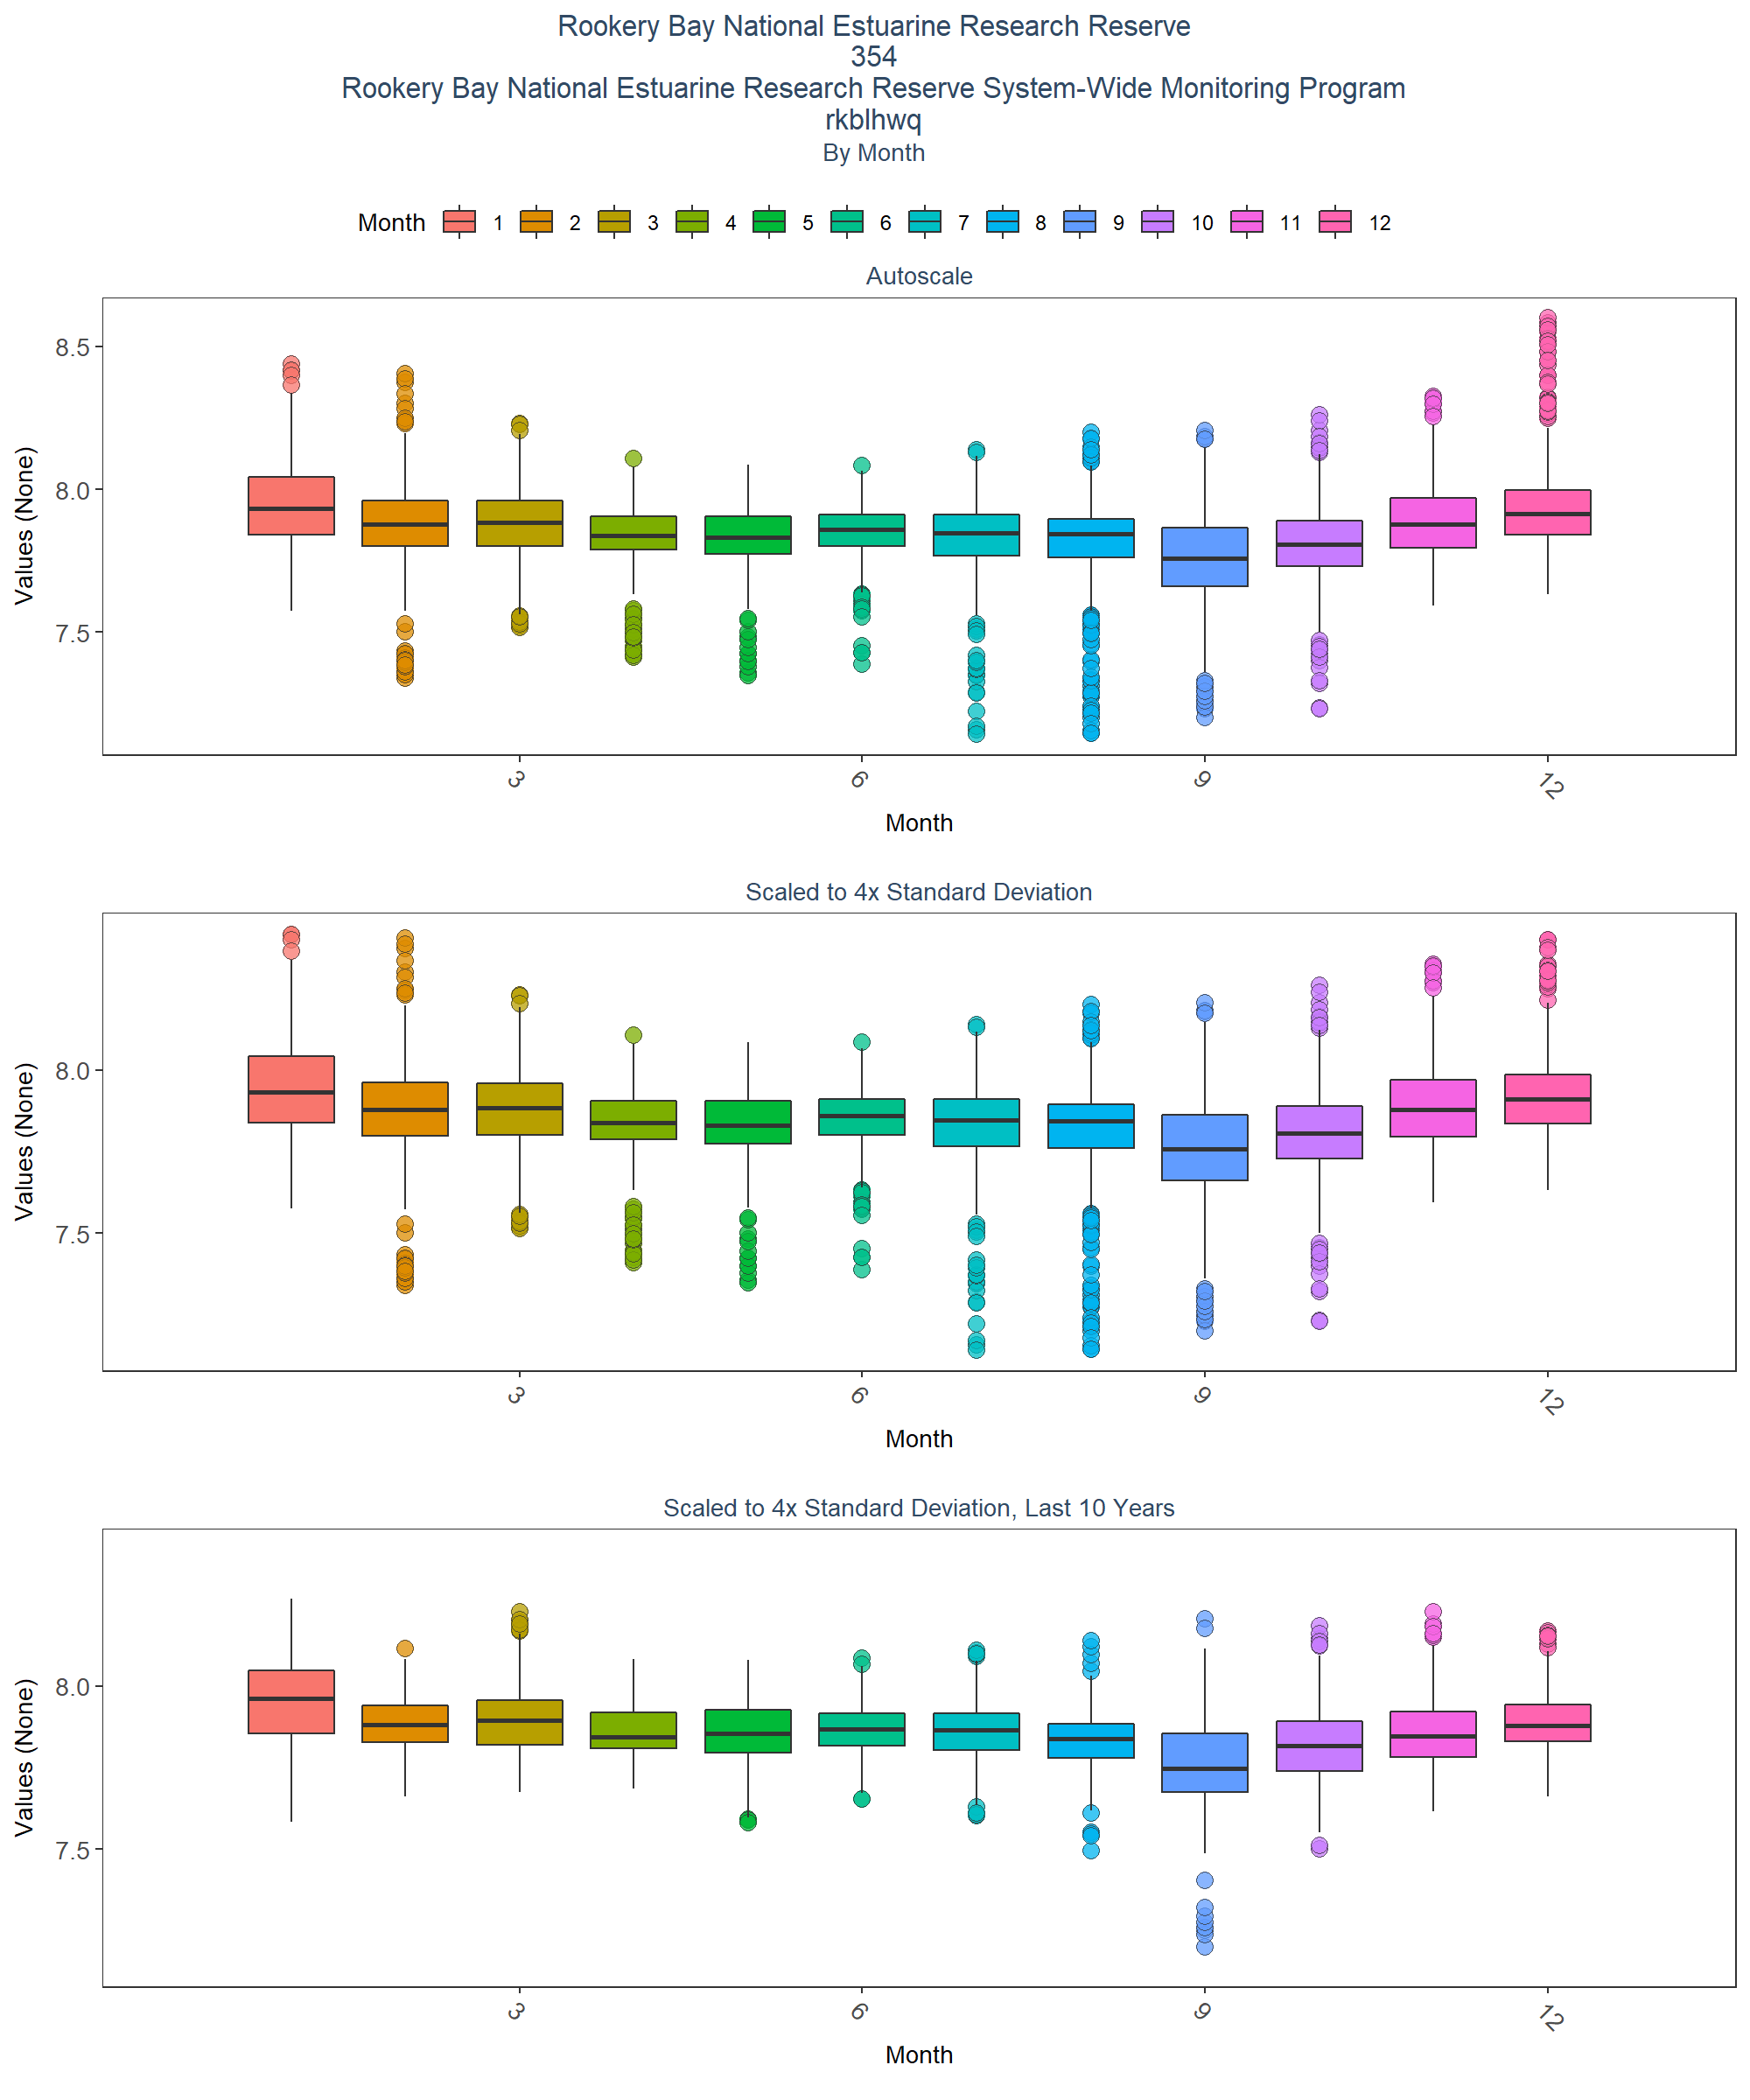 Rookery Bay National Estuarine Research Reserve
354
Rookery Bay National Estuarine Research Reserve System-Wide Monitoring Program
rkblhwq
By Month
Month 1 2 3 4 5 6 7 8 9 10 11 12
Autoscale
Values (None)
8.5
8.0
7.5
3 6 9 12
Month
Scaled to 4x Standard Deviation
Values (None)
8.0
7.5
3 6 9 12
Month
Scaled to 4x Standard Deviation, Last 10 Years
Values (None)
8.0
7.5
3 6 9 12
Month